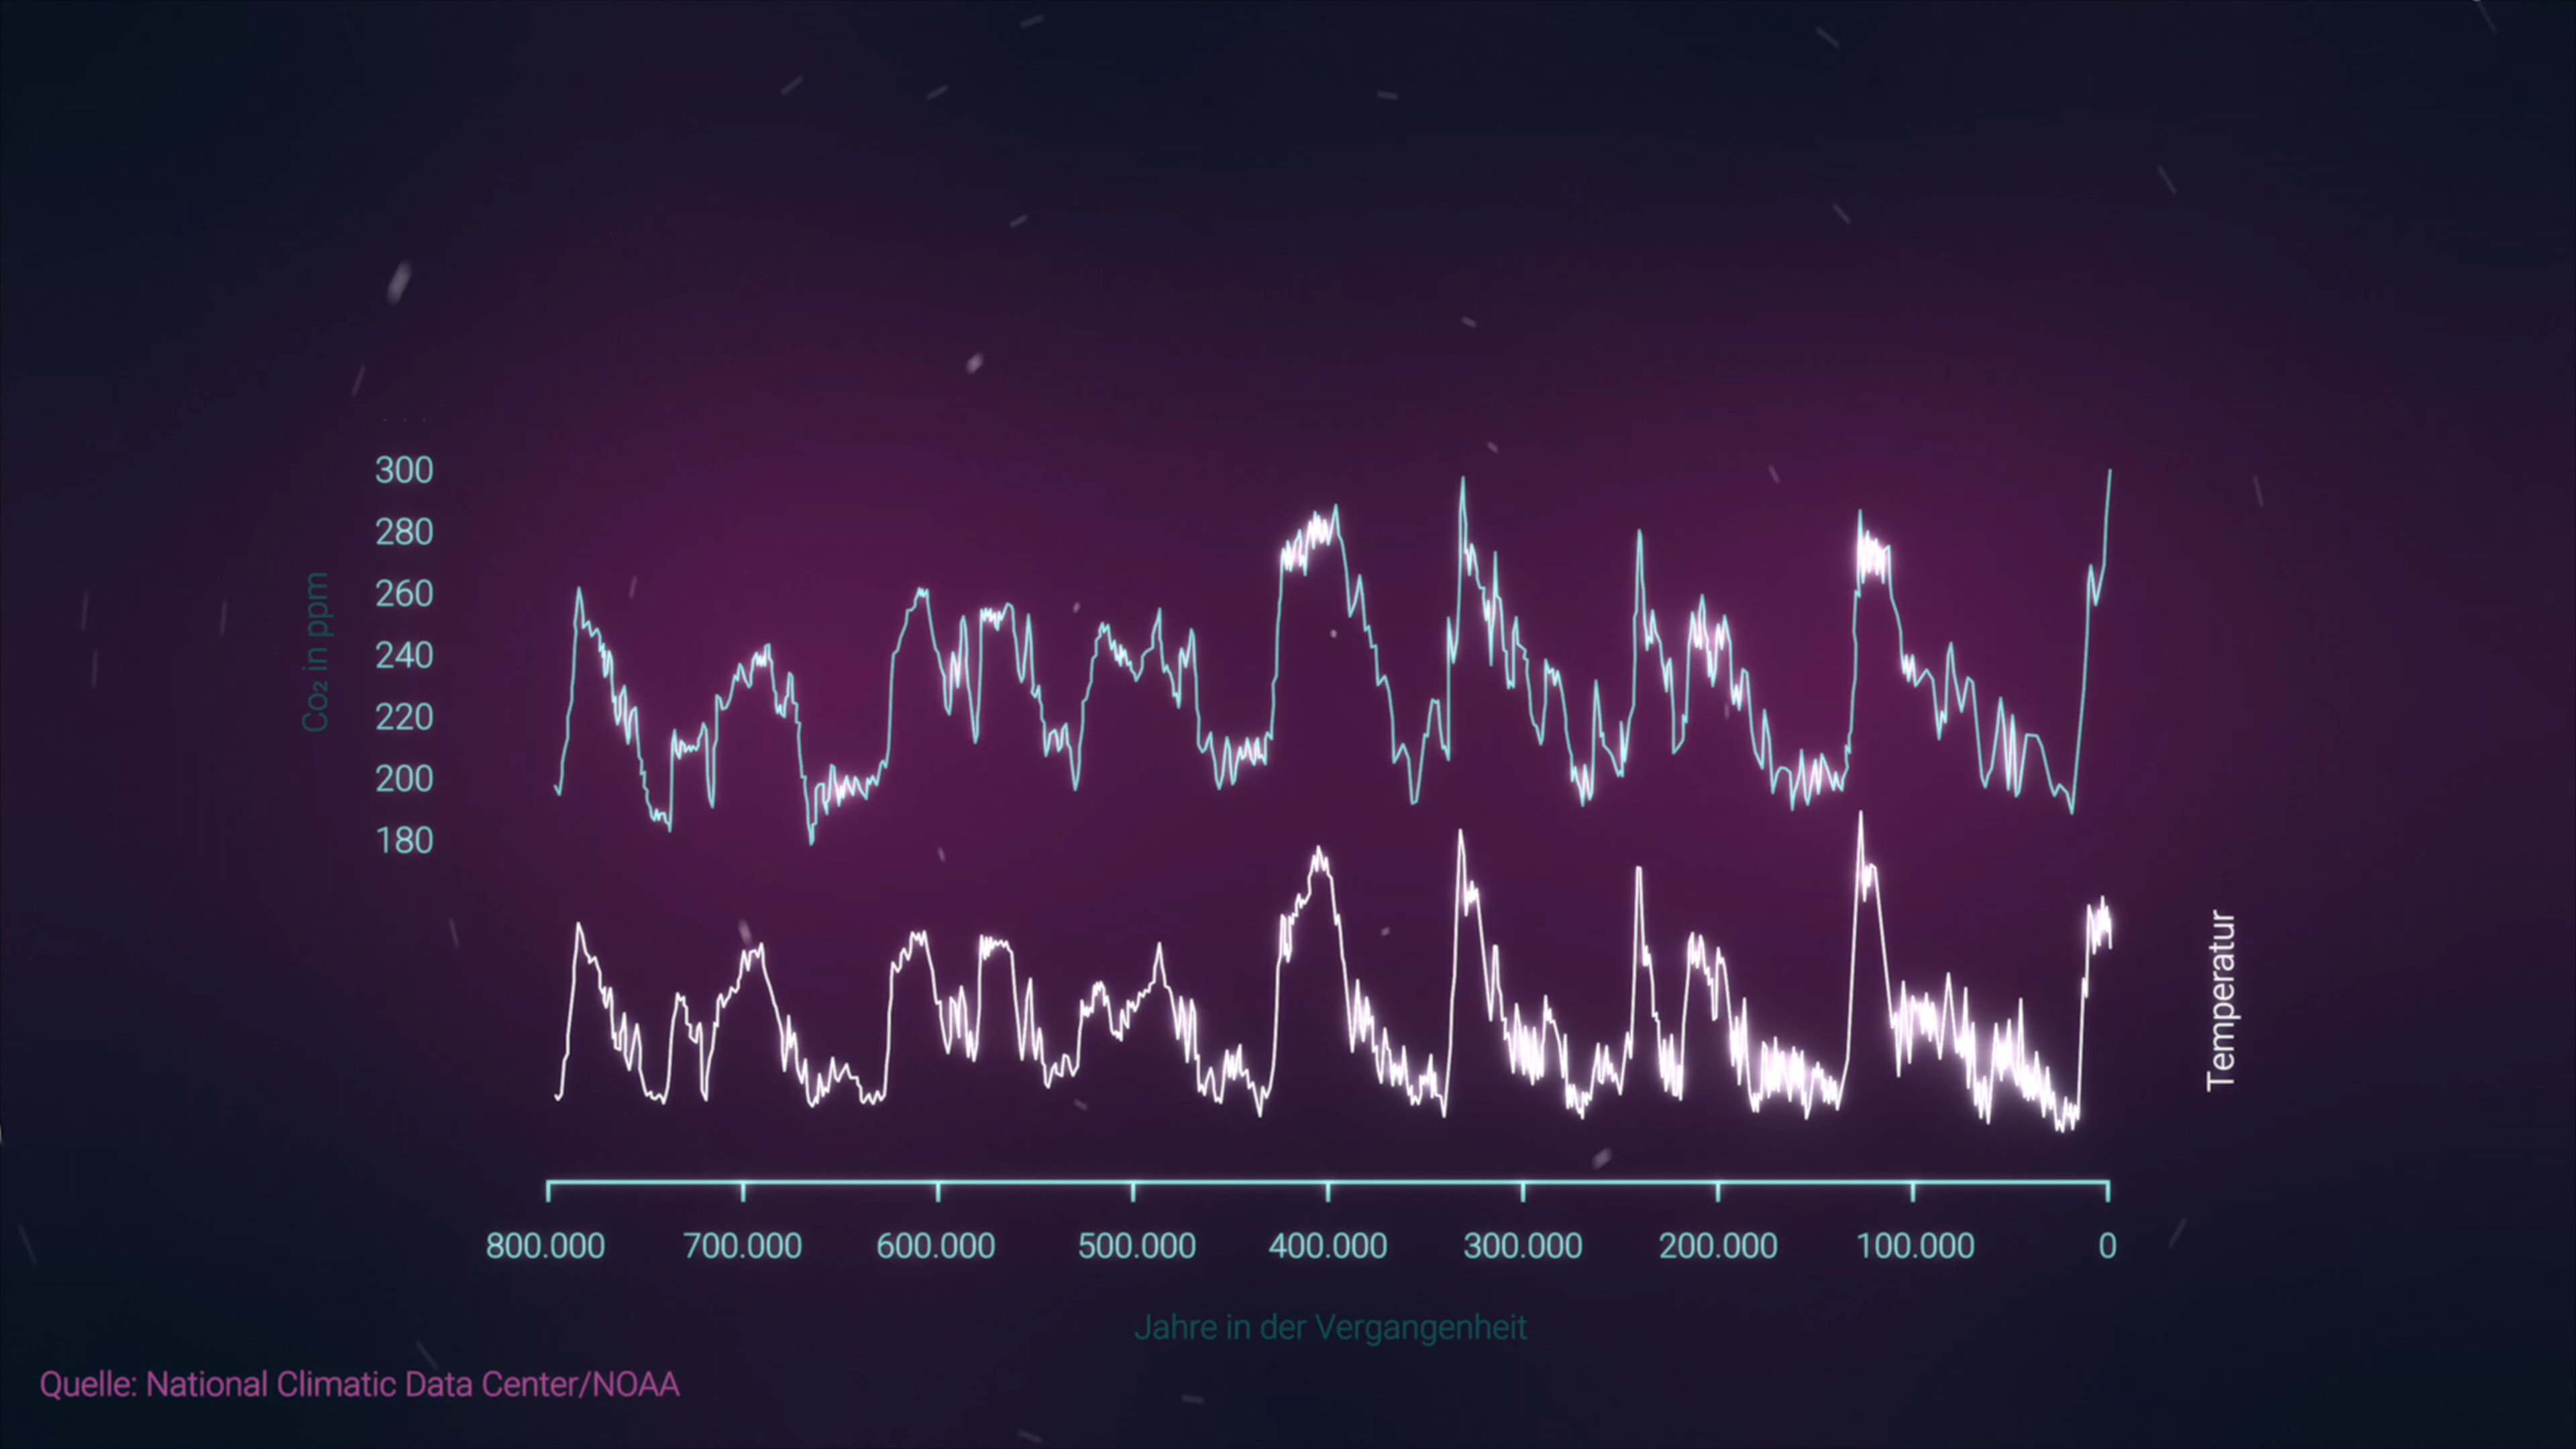 300
280
260
240
220
200
180
Co₂ in ppm
Temperatur
800.000 700.000 600.000 500.000 400.000 300.000 200.000 100.000 0
Jahre in der Vergangenheit
Quelle: National Climatic Data Center/NOAA